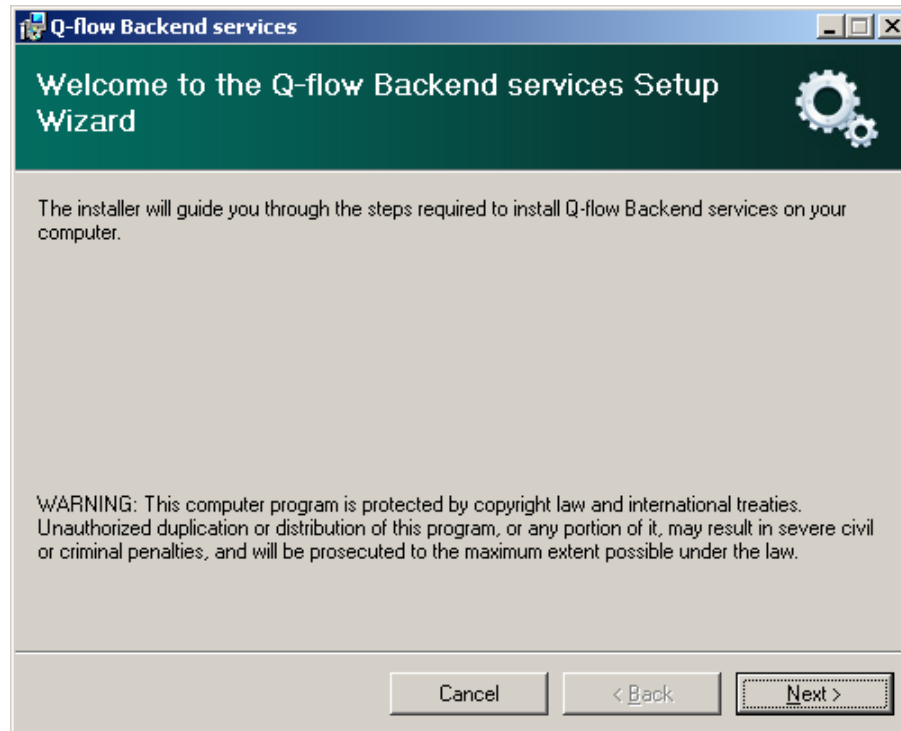 Q-flow Backend services
Welcome to the Q-flow Backend services Setup
Wizard
The installer will guide you through the steps required to install Q-flow Backend services on your
computer.
WARNING: This computer program is protected by copyright law and international treaties.
Unauthorized duplication or distribution of this program, or any portion of it, may result in severe civil
or criminal penalties, and will be prosecuted to the maximum extent possible under the law.
Cancel < Back Next >